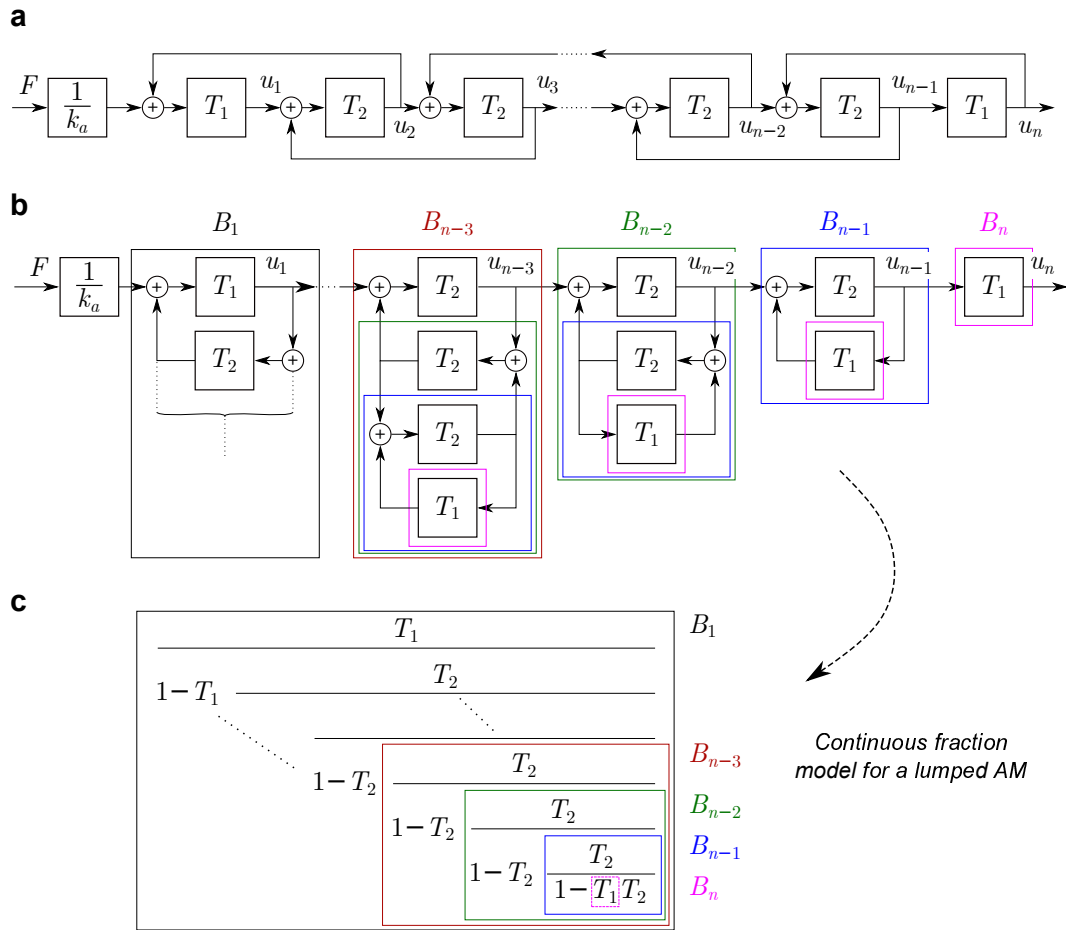 a
F 1/k_a + T_1 u_1 + T_2 u_2 + T_2 u_3 + T_2 u_{n-2} + T_2 u_{n-1} T_1 u_n
b
B_1 B_{n-3} B_{n-2} B_{n-1} B_n
F 1/k_a + T_1 u_1 + T_2 u_{n-3} + T_2 u_{n-2} + T_2 u_{n-1} T_1 u_n
T_2 + T_2 + T_2 + T_1
+ T_2 T_1
T_1
c
T_1 B_1
1-T_1 T_2
1-T_2 T_2 B_{n-3}
1-T_2 T_2 B_{n-2}
1-T_2 T_2 B_{n-1}
1-T_1 T_2 B_n
Continuous fraction
model for a lumped AM